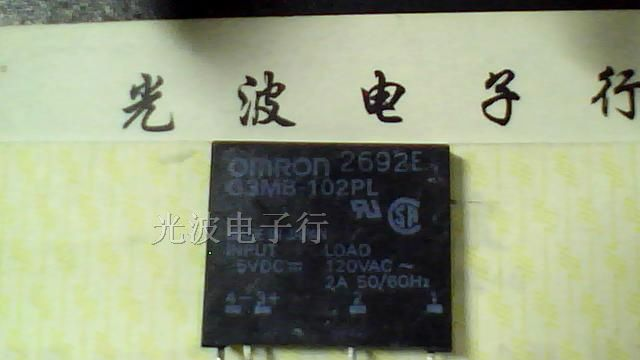 光波电子行
OMRON 2692E
G3MB-102PL
光波电子行
INPUT LOAD
5VDC 120VAC ~
2A 50/60Hz
4- 3+ 2 1